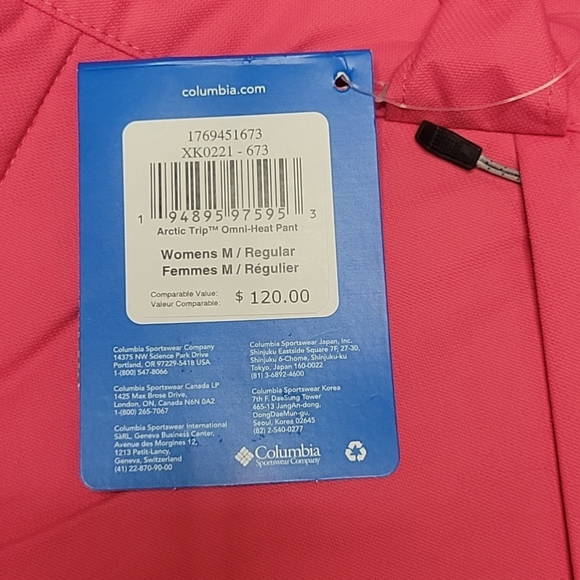 columbia.com
1769451673
XK0221 - 673
1 94895 97595 3
Arctic Trip™ Omni-Heat Pant
Womens M / Regular
Femmes M / Régulier
Comparable Value:
Valeur Comparable:
$ 120.00
Columbia Sportswear Company
14375 NW Science Park Drive
Portland, OR 97229-5418 USA
1-(800) 547-8066
Columbia Sportswear Canada LP
1425 Max Brose Drive,
London, ON, Canada N6N 0A2
1-(800) 265-7067
Columbia Sportswear International
SARL, Geneva Business Center,
Avenue des Morgines 12,
1213 Petit-Lancy,
Geneva, Switzerland
(41) 22-870-90-00
Columbia Sportswear Japan, Inc.
Shinjuku Eastside Square 7F, 27-30,
Shinjuku 6-Chome, Shinjuku-ku
Tokyo, Japan 160-0022
(81) 3-6892-4600
Columbia Sportswear Korea
7th F. DaeSung Tower
465-13 JangAn-dong,
DongDaeMun-gu,
Seoul, Korea 02645
(82) 2-540-0277
Columbia
Sportswear Company